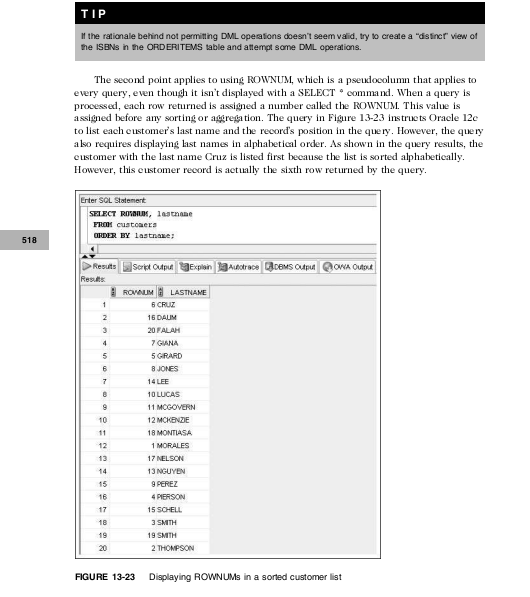 TIP
If the rationale behind not permitting DML operations doesn't seem valid, try to create a "distinct" view of
the ISBNs in the ORDERITEMS table and attempt some DML operations.
The second point applies to using ROWNUM, which is a pseudocolumn that applies to
every query, even though it isn't displayed with a SELECT * command. When a query is
processed, each row returned is assigned a number called the ROWNUM. This value is
assigned before any sorting or aggregation. The query in Figure 13-23 instructs Oracle 12c
to list each customer's last name and the record's position in the query. However, the query
also requires displaying last names in alphabetical order. As shown in the query results, the
customer with the last name Cruz is listed first because the list is sorted alphabetically.
However, this customer record is actually the sixth row returned by the query.
518
Enter SQL Statement:
SELECT ROWNUM, lastname
FROM customers
ORDER BY lastname;
Results Script Output Explain Autotrace DBMS Output OWA Output
Results:
ROWNUM LASTNAME
1 6 CRUZ
2 16 DAUM
3 20 FALAH
4 7 GIANA
5 5 GIRARD
6 8 JONES
7 14 LEE
8 10 LUCAS
9 11 MCGOVERN
10 12 MCKENZIE
11 18 MONTIASA
12 1 MORALES
13 17 NELSON
14 13 NGUYEN
15 9 PEREZ
16 4 PIERSON
17 15 SCHELL
18 3 SMITH
19 19 SMITH
20 2 THOMPSON
FIGURE 13-23 Displaying ROWNUMs in a sorted customer list